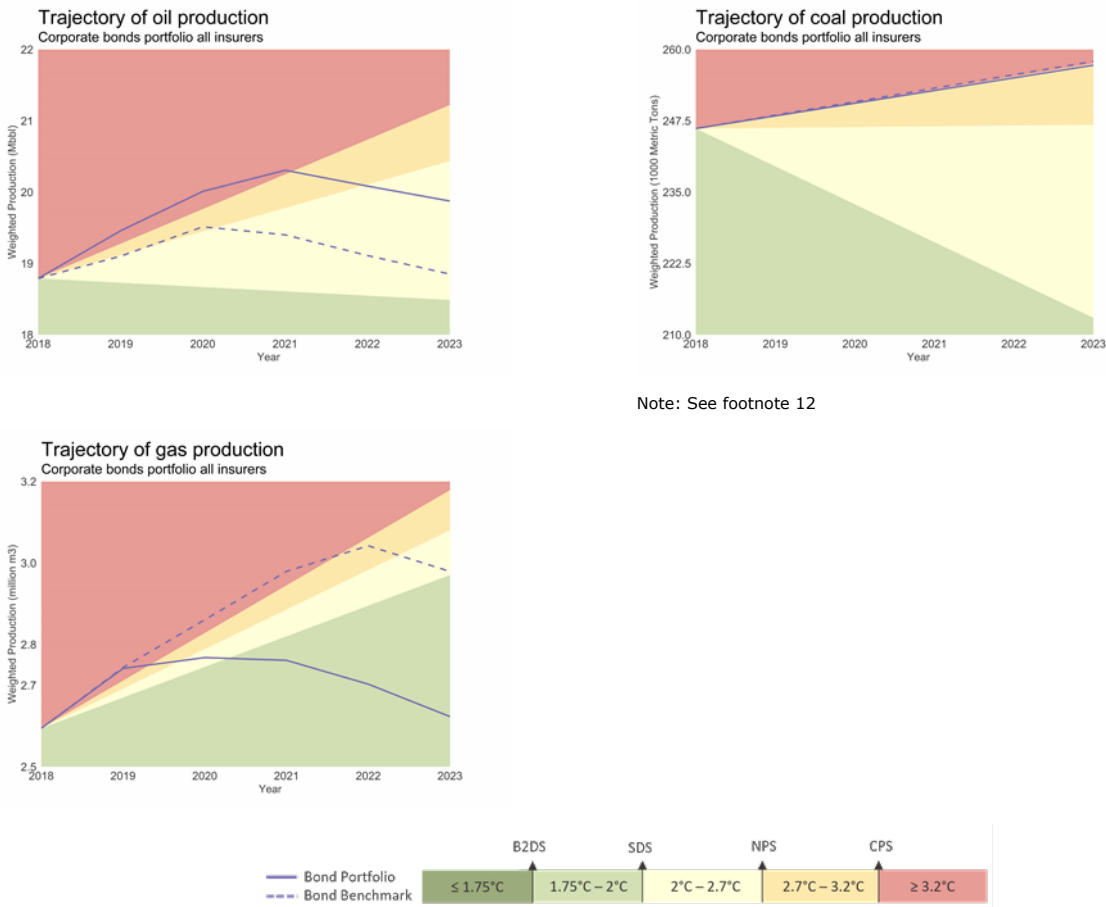 Trajectory of oil production
Corporate bonds portfolio all insurers
22
21
20
19
18
Weighted Production (Mbbl)
2018 2019 2020 2021 2022 2023
Year
Trajectory of coal production
Corporate bonds portfolio all insurers
260.0
247.5
235.0
222.5
210.0
Weighted Production (1000 Metric Tons)
2018 2019 2020 2021 2022 2023
Year
Note: See footnote 12
Trajectory of gas production
Corporate bonds portfolio all insurers
3.2
3.0
2.8
2.7
2.5
Weighted Production (million m3)
2018 2019 2020 2021 2022 2023
Year
B2DS SDS NPS CPS
Bond Portfolio
Bond Benchmark
≤ 1.75°C 1.75°C – 2°C 2°C – 2.7°C 2.7°C – 3.2°C ≥ 3.2°C